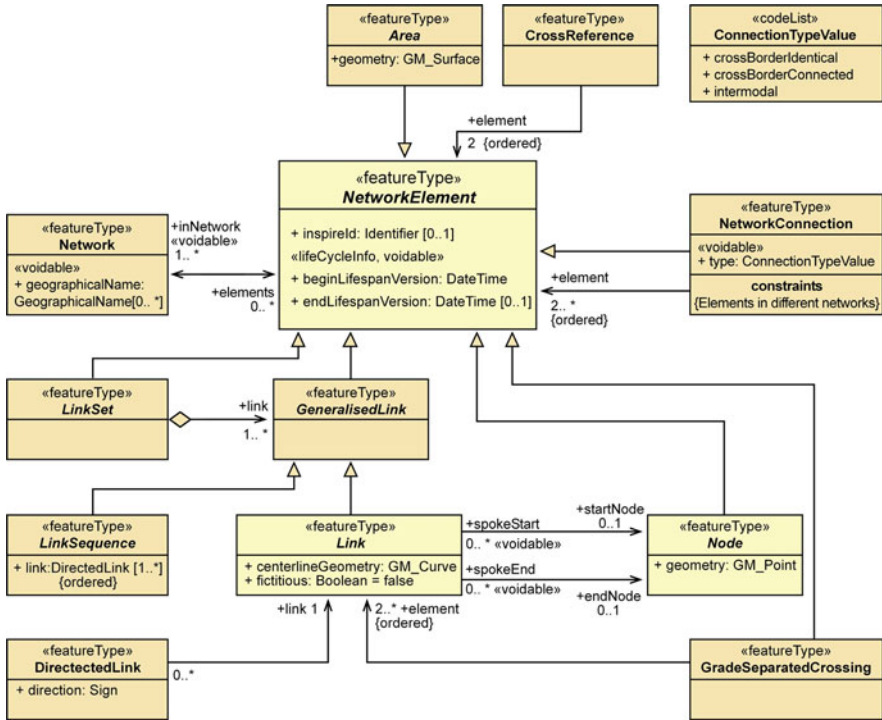 «featureType»
Area
+geometry: GM_Surface
«featureType»
CrossReference
«codeList»
ConnectionTypeValue
+ crossBorderIdentical
+ crossBorderConnected
+ intermodal
+element
2 {ordered}
«featureType»
NetworkElement
+ inspireId: Identifier [0..1]
«lifeCycleInfo, voidable»
+ beginLifespanVersion: DateTime
+ endLifespanVersion: DateTime [0..1]
«featureType»
Network
«voidable»
+ geographicalName:
GeographicalName[0.. *]
+inNetwork
«voidable»
1.. *
+elements
0.. *
«featureType»
NetworkConnection
«voidable»
+ type: ConnectionTypeValue
constraints
{Elements in different networks}
+element
2.. *
{ordered}
«featureType»
LinkSet
+link
1.. *
«featureType»
GeneralisedLink
«featureType»
LinkSequence
+ link:DirectedLink [1..*]
{ordered}
«featureType»
Link
+ centerlineGeometry: GM_Curve
+ fictitious: Boolean = false
+spokeStart
0.. * «voidable»
+startNode
0..1
+spokeEnd
0.. * «voidable»
+endNode
0..1
«featureType»
Node
+ geometry: GM_Point
+link 1
2..* +element
{ordered}
«featureType»
DirectectedLink
+ direction: Sign
0..*
«featureType»
GradeSeparatedCrossing